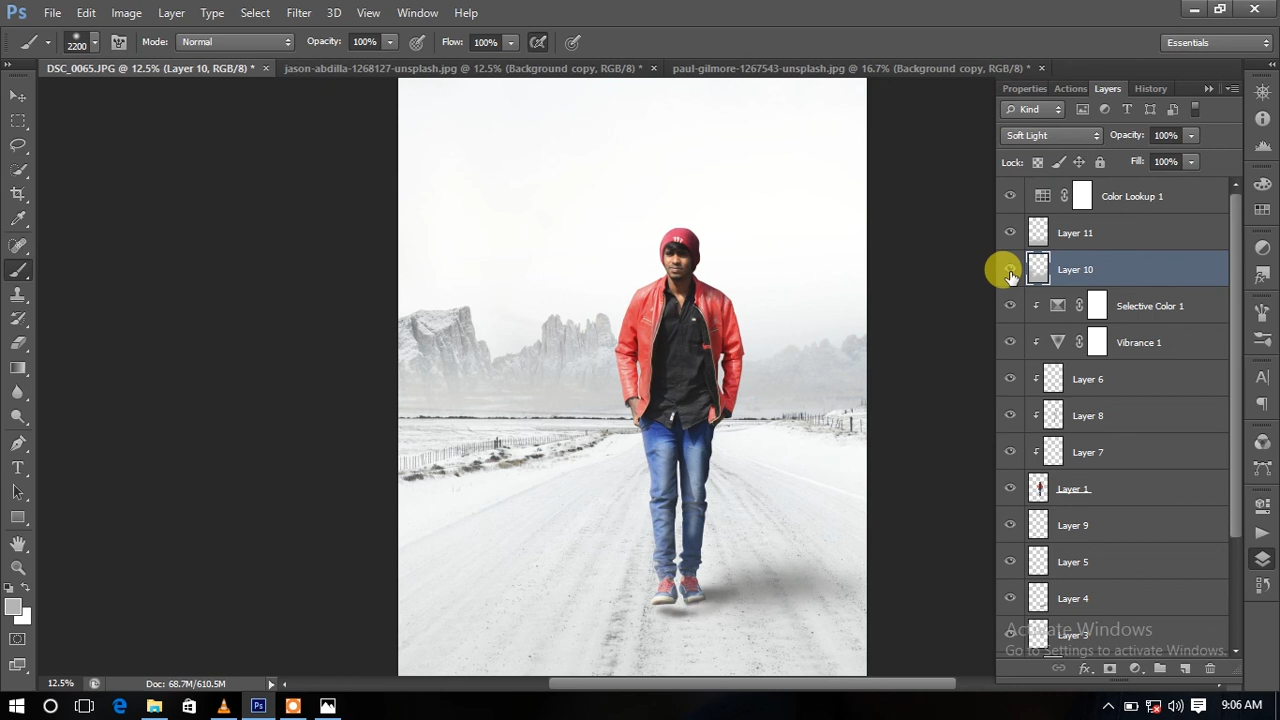 Ps File Edit Image Layer Type Select Filter 3D View Window Help
2200 Mode: Normal Opacity: 100% Flow: 100% Essentials
DSC_0065.JPG @ 12.5% (Layer 10, RGB/8) * × jason-abdilla-1268127-unsplash.jpg @ 12.5% (Background copy, RGB/8) * × paul-gilmore-1267543-unsplash.jpg @ 16.7% (Background copy, RGB/8) * ×
Properties Actions Layers History
Kind
Soft Light Opacity: 100%
Lock: Fill: 100%
Color Lookup 1
Layer 11
Layer 10
Selective Color 1
Vibrance 1
Layer 6
Layer 8
Layer 7
Layer 1
Layer 9
Layer 5
Layer 4
Layer 3
Activate Windows
Go to Settings to activate Windows.
12.5% Doc: 68.7M/610.5M
9:06 AM